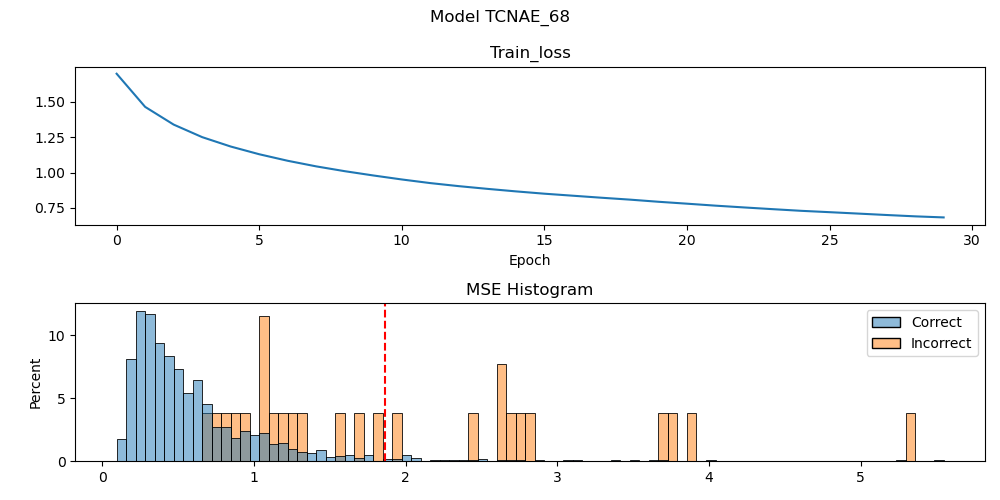 Model TCNAE_68
Train_loss
1.50
1.25
1.00
0.75
0 5 10 15 20 25 30
Epoch
MSE Histogram
Correct
Incorrect
10
5
0
Percent
0 1 2 3 4 5